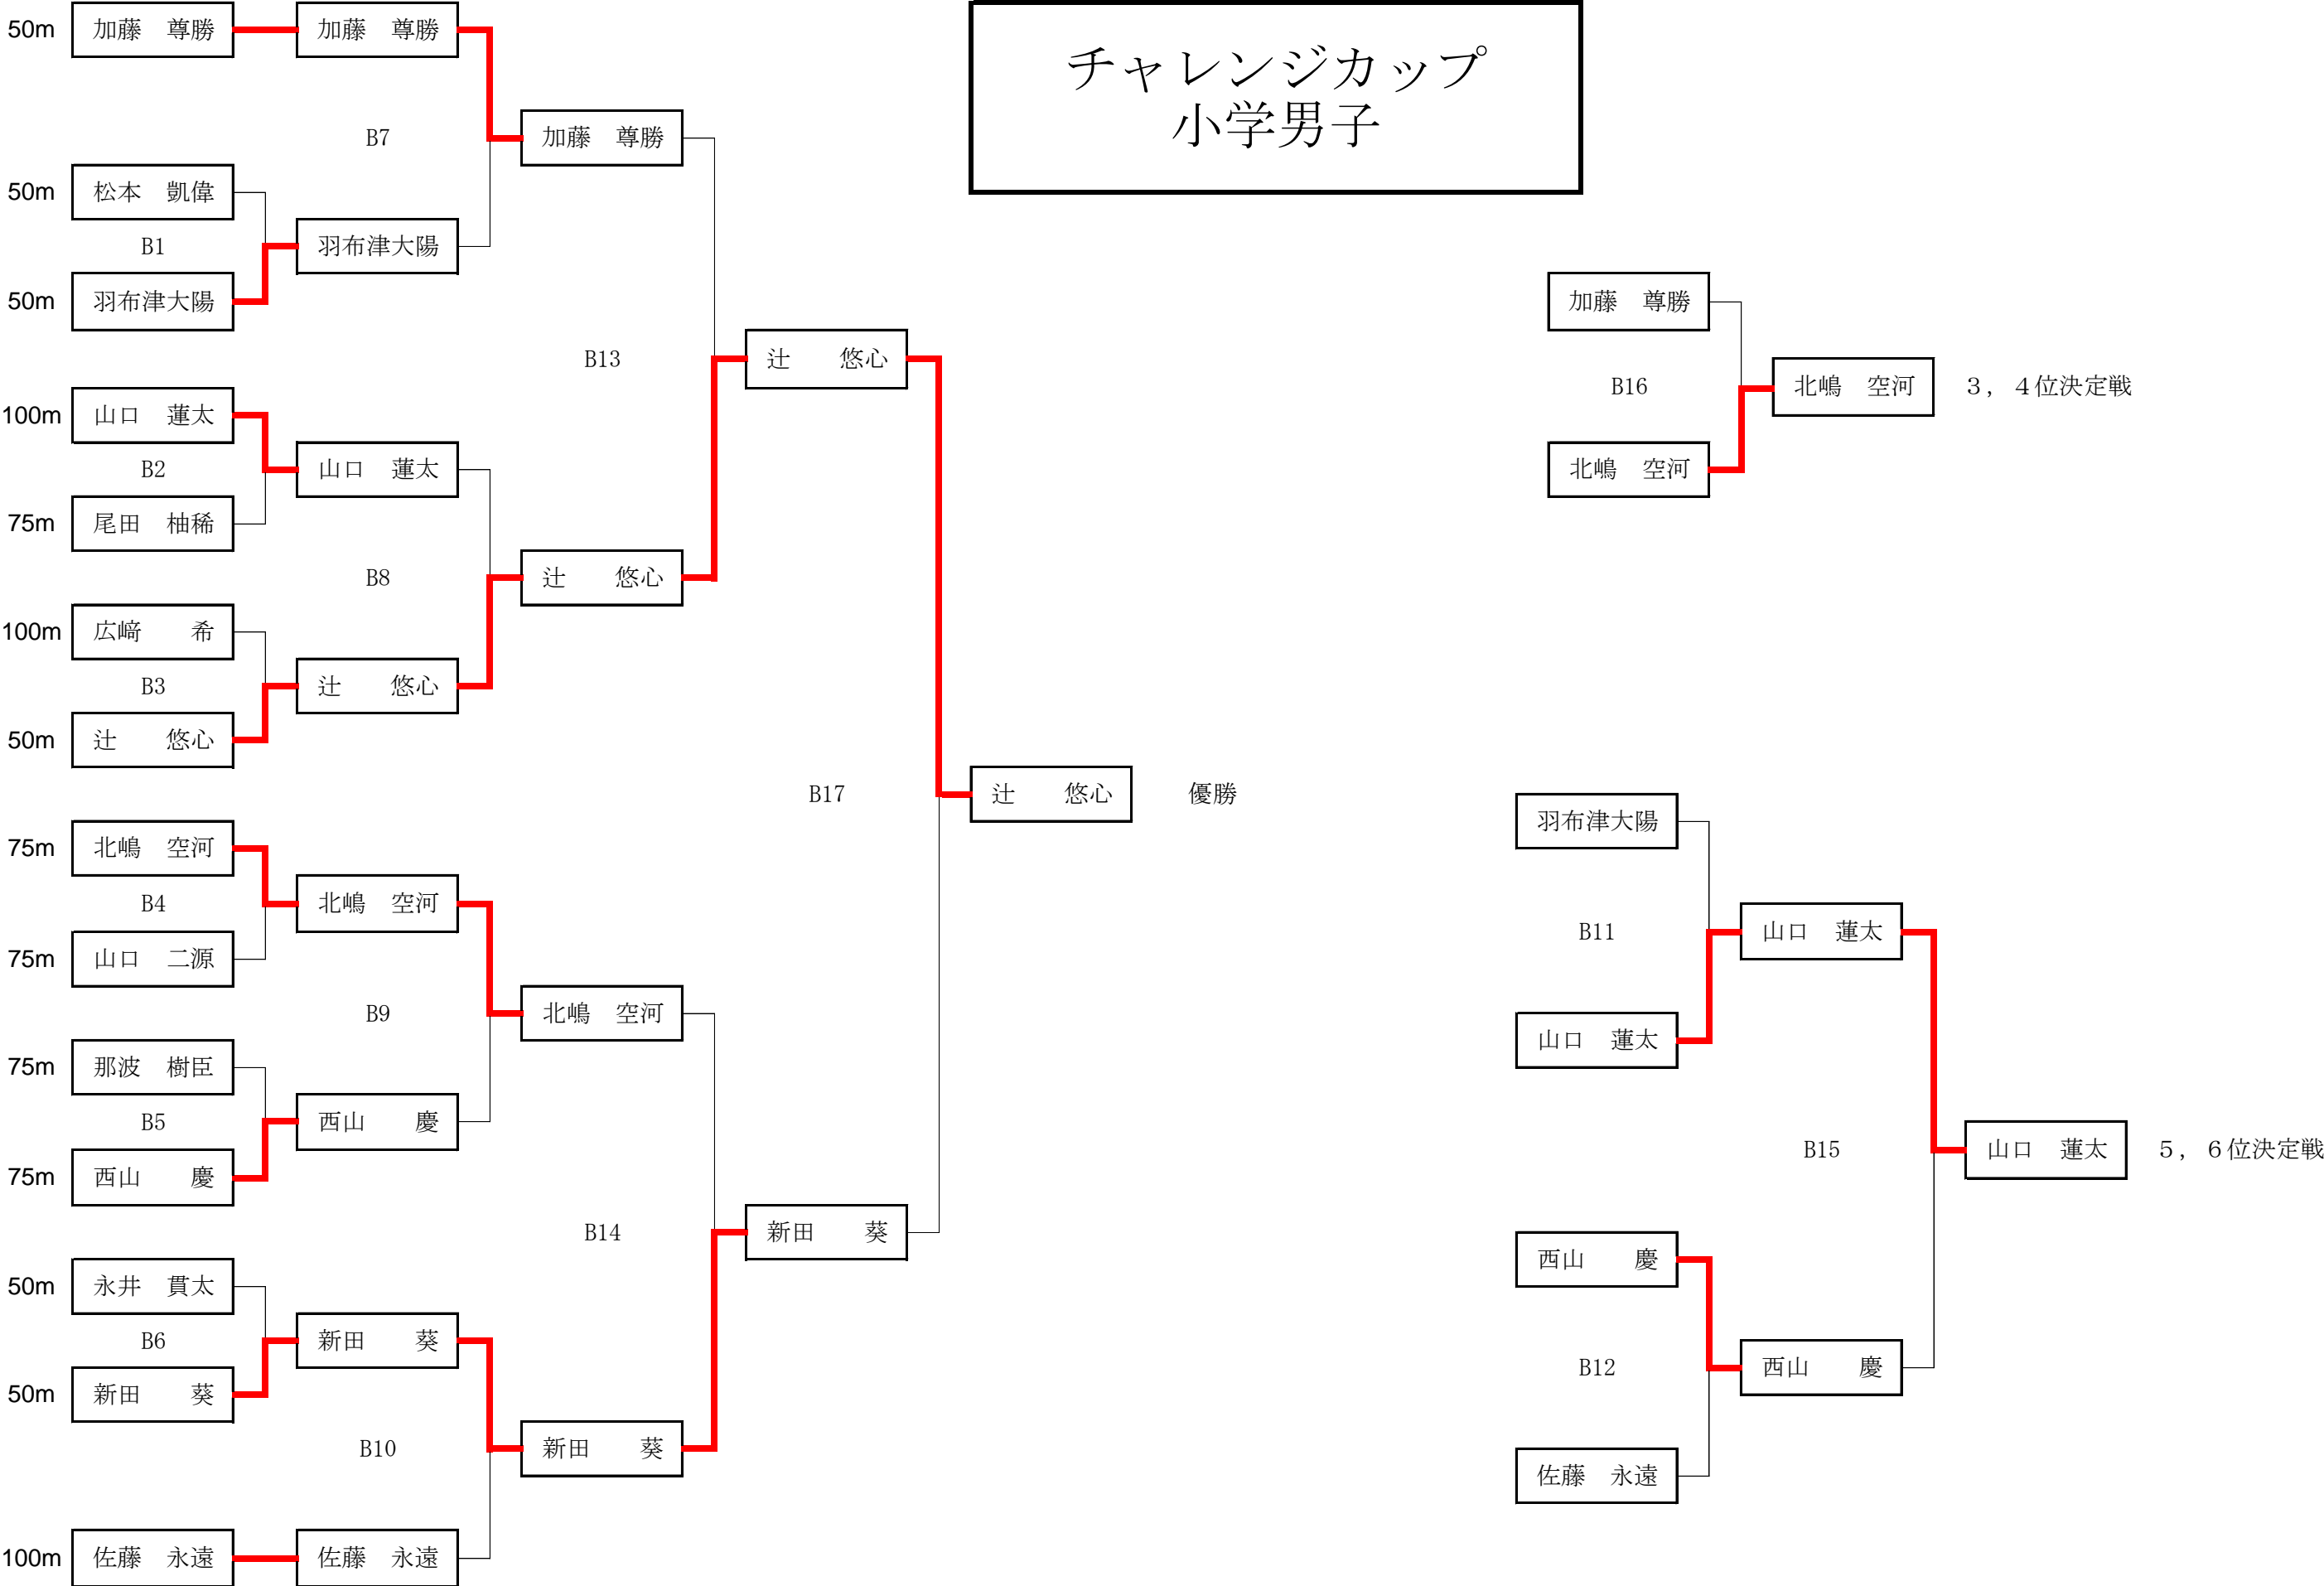 チャレンジカップ
小学男子
50m 加藤　尊勝 加藤　尊勝
B7 加藤　尊勝
50m 松本　凱偉
B1 羽布津大陽
50m 羽布津大陽
加藤　尊勝
B13 辻　　悠心
B16 北嶋　空河 3，4位決定戦
100m 山口　蓮太
B2 山口　蓮太
北嶋　空河
75m 尾田　柚稀
B8 辻　　悠心
100m 広﨑　　希
B3 辻　　悠心
50m 辻　　悠心
B17 辻　　悠心 優勝
羽布津大陽
75m 北嶋　空河
B4 北嶋　空河
B11 山口　蓮太
75m 山口　二源
B9 北嶋　空河
山口　蓮太
75m 那波　樹臣
B5 西山　　慶
B15 山口　蓮太 5，6位決定戦
75m 西山　　慶
B14 新田　　葵
西山　　慶
50m 永井　貫太
B6 新田　　葵
B12 西山　　慶
50m 新田　　葵
B10 新田　　葵
佐藤　永遠
100m 佐藤　永遠 佐藤　永遠